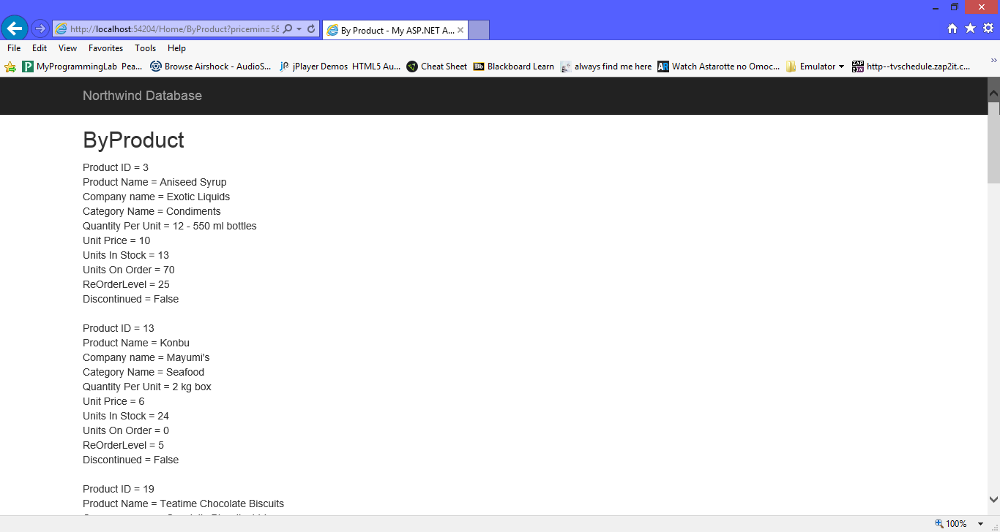 http://localhost:54204/Home/ByProduct?pricemin=58
By Product - My ASP.NET A...
File Edit View Favorites Tools Help
MyProgrammingLab Pea... Browse Airshock - AudioS... jPlayer Demos HTML5 Au... Cheat Sheet Blackboard Learn always find me here Watch Astarotte no Omoc... Emulator http--tvschedule.zap2it.c...
Northwind Database
ByProduct
Product ID = 3
Product Name = Aniseed Syrup
Company name = Exotic Liquids
Category Name = Condiments
Quantity Per Unit = 12 - 550 ml bottles
Unit Price = 10
Units In Stock = 13
Units On Order = 70
ReOrderLevel = 25
Discontinued = False
Product ID = 13
Product Name = Konbu
Company name = Mayumi's
Category Name = Seafood
Quantity Per Unit = 2 kg box
Unit Price = 6
Units In Stock = 24
Units On Order = 0
ReOrderLevel = 5
Discontinued = False
Product ID = 19
Product Name = Teatime Chocolate Biscuits
100%